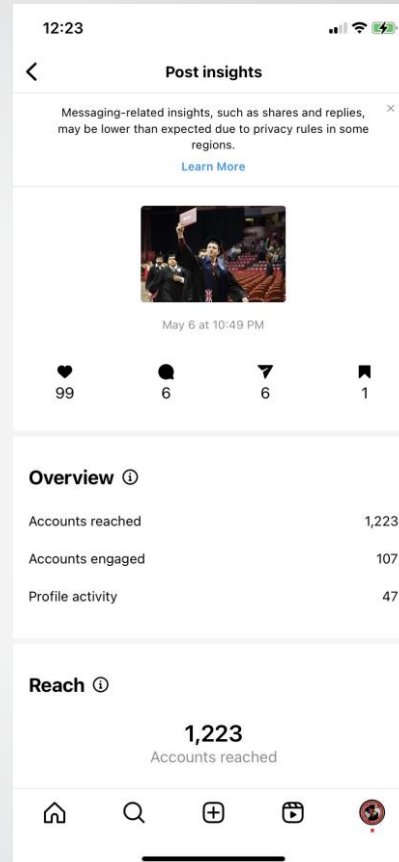 12:23
Post insights
Messaging-related insights, such as shares and replies,
may be lower than expected due to privacy rules in some
regions.
Learn More
May 6 at 10:49 PM
99 6 6 1
Overview
Accounts reached 1,223
Accounts engaged 107
Profile activity 47
Reach
1,223
Accounts reached